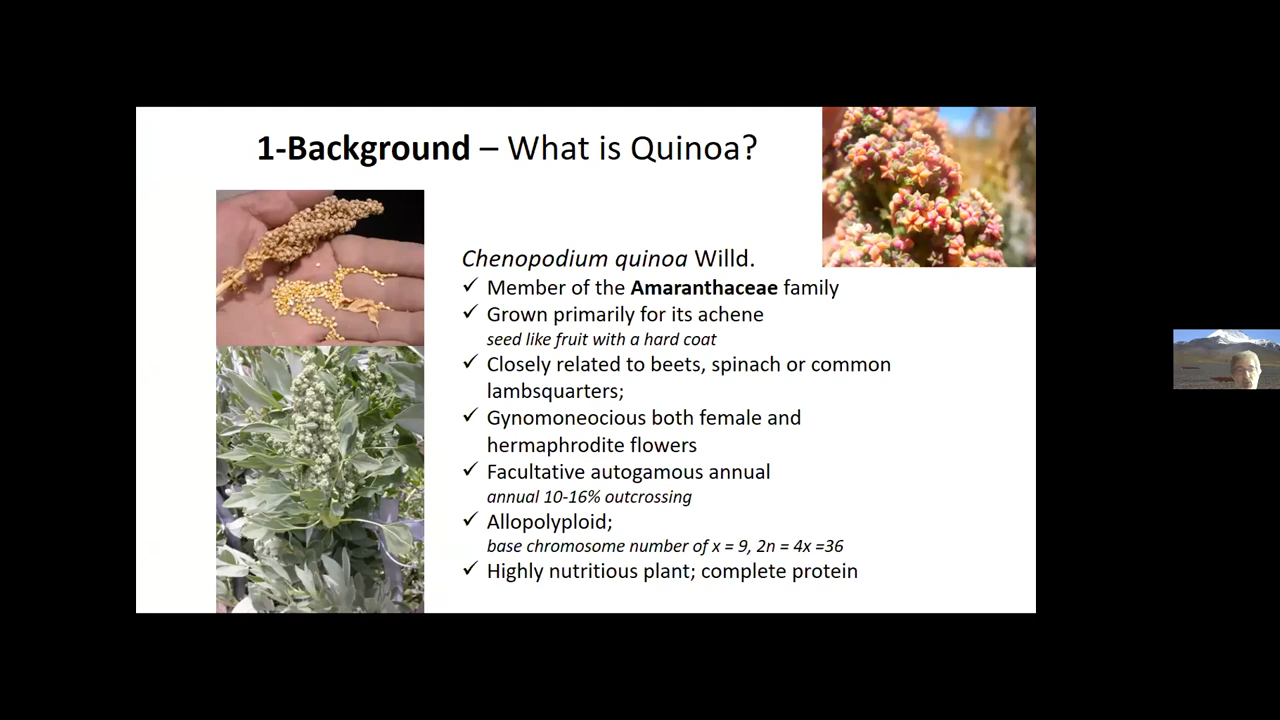 1-Background – What is Quinoa?
Chenopodium quinoa Willd.
✓ Member of the Amaranthaceae family
✓ Grown primarily for its achene
seed like fruit with a hard coat
✓ Closely related to beets, spinach or common
lambsquarters;
✓ Gynomoneocious both female and
hermaphrodite flowers
✓ Facultative autogamous annual
annual 10-16% outcrossing
✓ Allopolyploid;
base chromosome number of x = 9, 2n = 4x =36
✓ Highly nutritious plant; complete protein